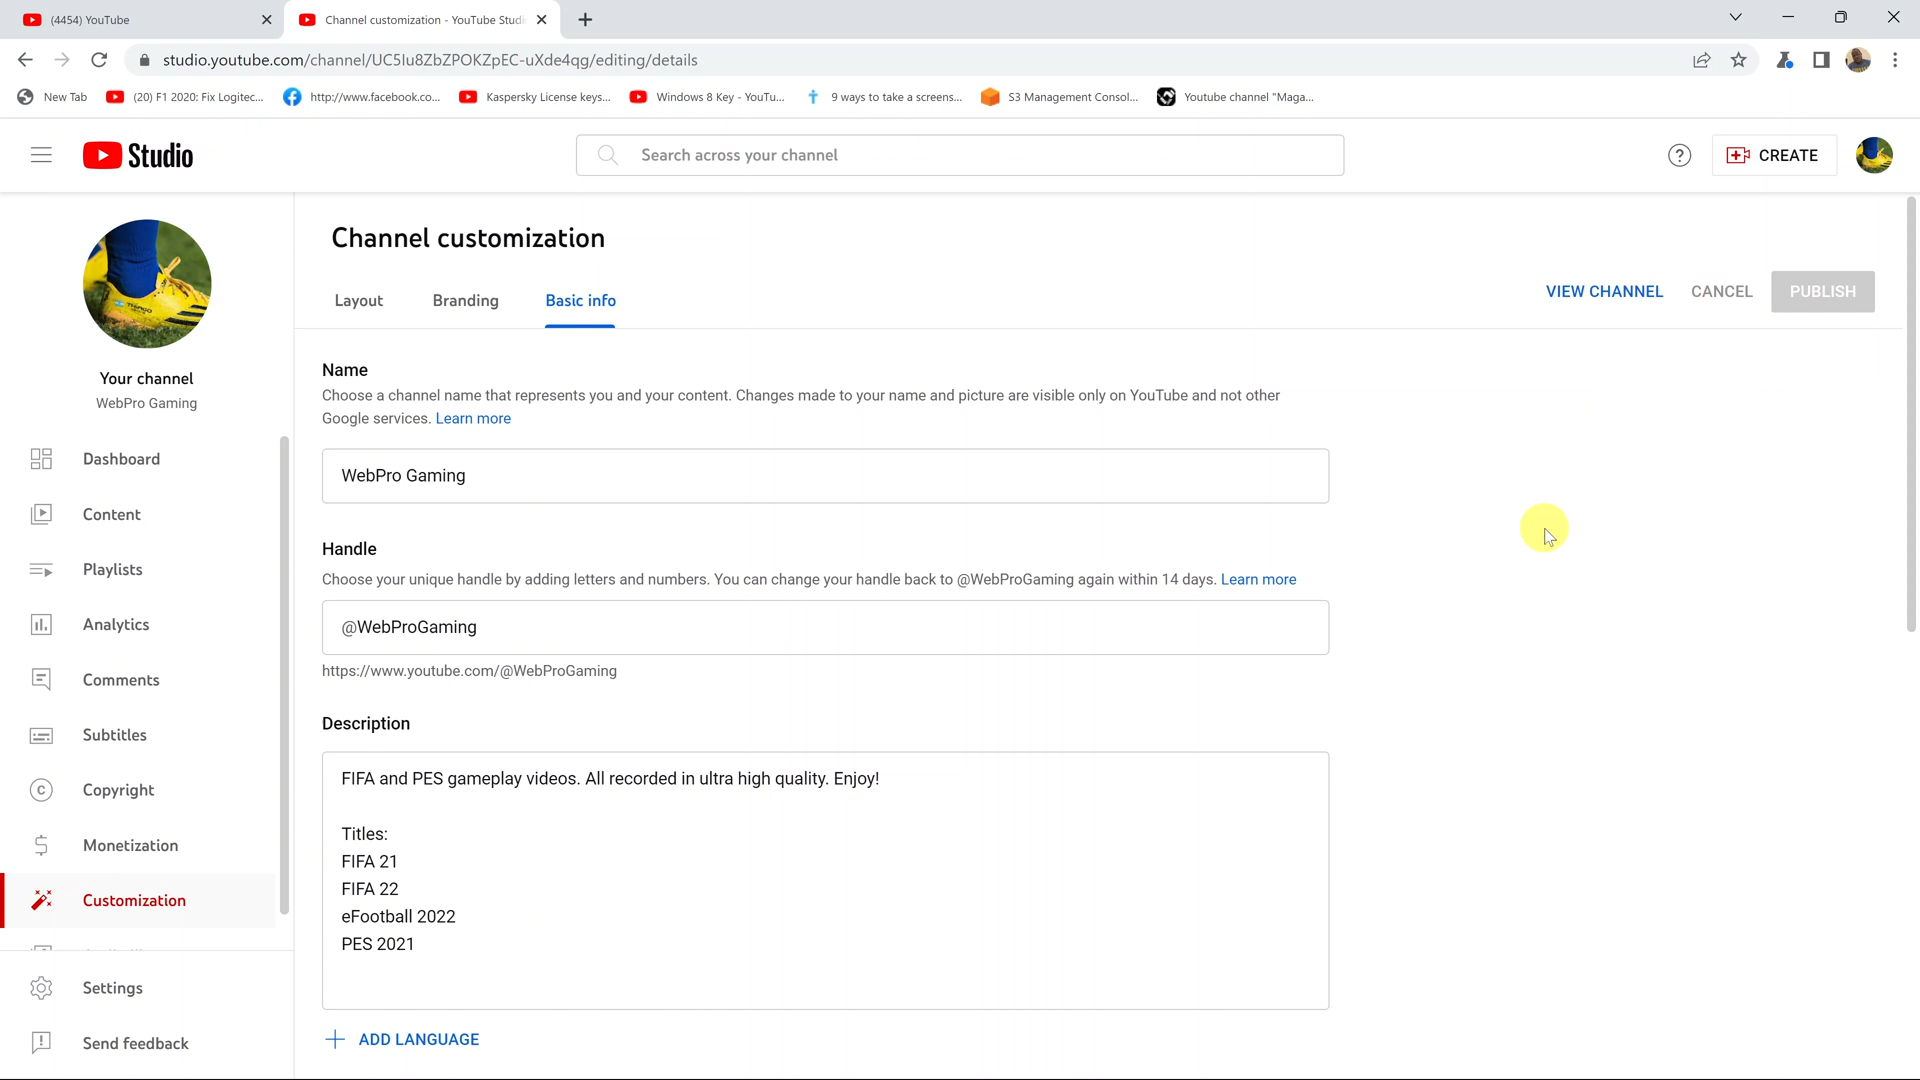 (4454) YouTube
Channel customization - YouTube Studi
studio.youtube.com/channel/UC5Iu8ZbZPOKZpEC-uXde4qg/editing/details
New Tab
(20) F1 2020: Fix Logitec...
http://www.facebook.co...
Kaspersky License keys...
Windows 8 Key - YouTu...
9 ways to take a screens...
S3 Management Consol...
Youtube channel "Maga...
Studio
Search across your channel
CREATE
Channel customization
Layout
Branding
Basic info
VIEW CHANNEL
CANCEL
PUBLISH
Your channel
WebPro Gaming
Dashboard
Content
Playlists
Analytics
Comments
Subtitles
Copyright
Monetization
Customization
Settings
Send feedback
Name
Choose a channel name that represents you and your content. Changes made to your name and picture are visible only on YouTube and not other
Google services. Learn more
WebPro Gaming
Handle
Choose your unique handle by adding letters and numbers. You can change your handle back to @WebProGaming again within 14 days. Learn more
@WebProGaming
https://www.youtube.com/@WebProGaming
Description
FIFA and PES gameplay videos. All recorded in ultra high quality. Enjoy!
Titles:
FIFA 21
FIFA 22
eFootball 2022
PES 2021
ADD LANGUAGE